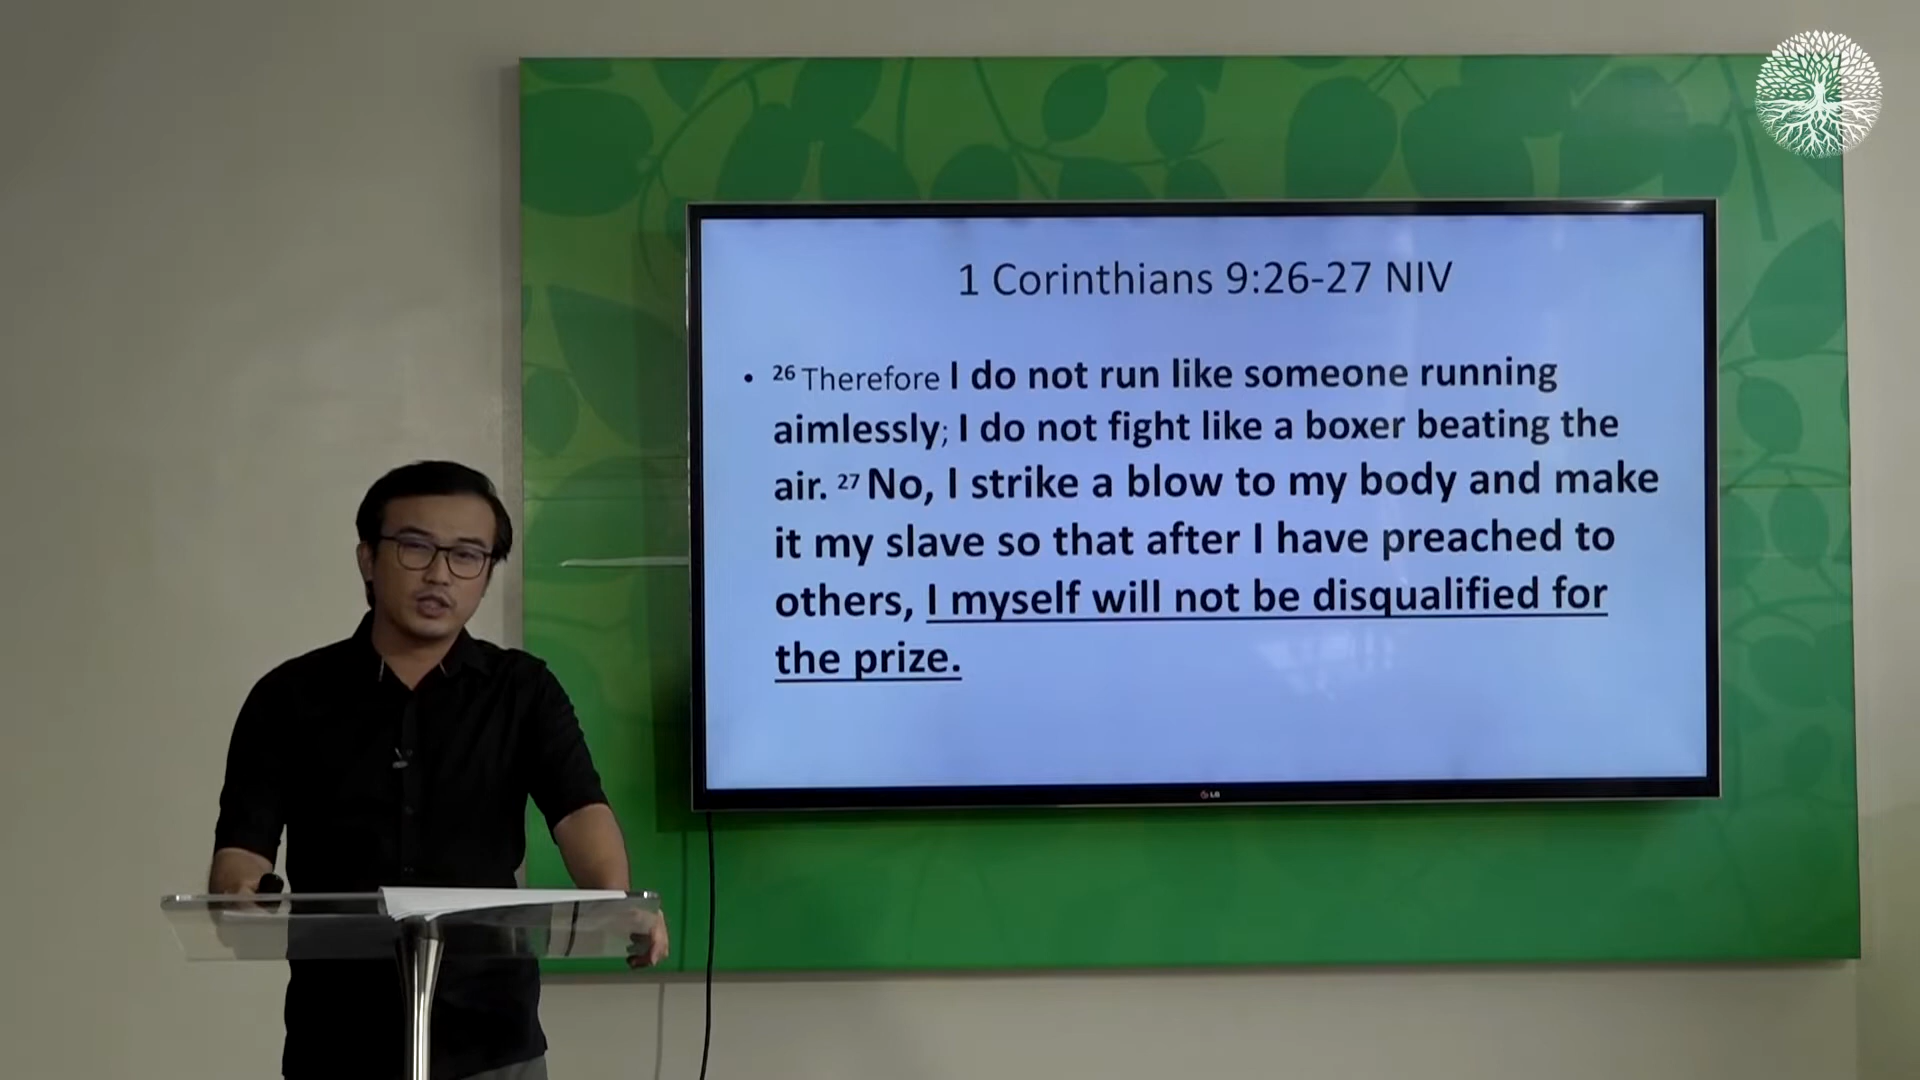 1 Corinthians 9:26-27 NIV
• 26 Therefore I do not run like someone running
aimlessly; I do not fight like a boxer beating the
air. 27 No, I strike a blow to my body and make
it my slave so that after I have preached to
others, I myself will not be disqualified for
the prize.
LG